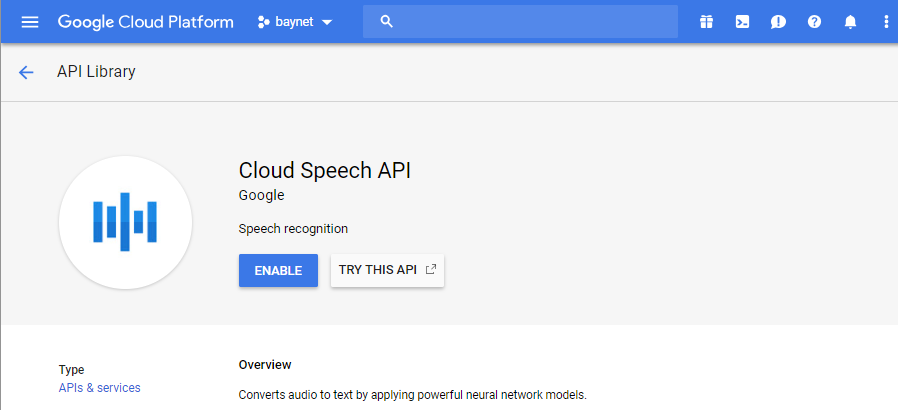 Google Cloud Platform baynet
API Library
Cloud Speech API
Google
Speech recognition
ENABLE TRY THIS API
Type
APIs & services
Overview
Converts audio to text by applying powerful neural network models.